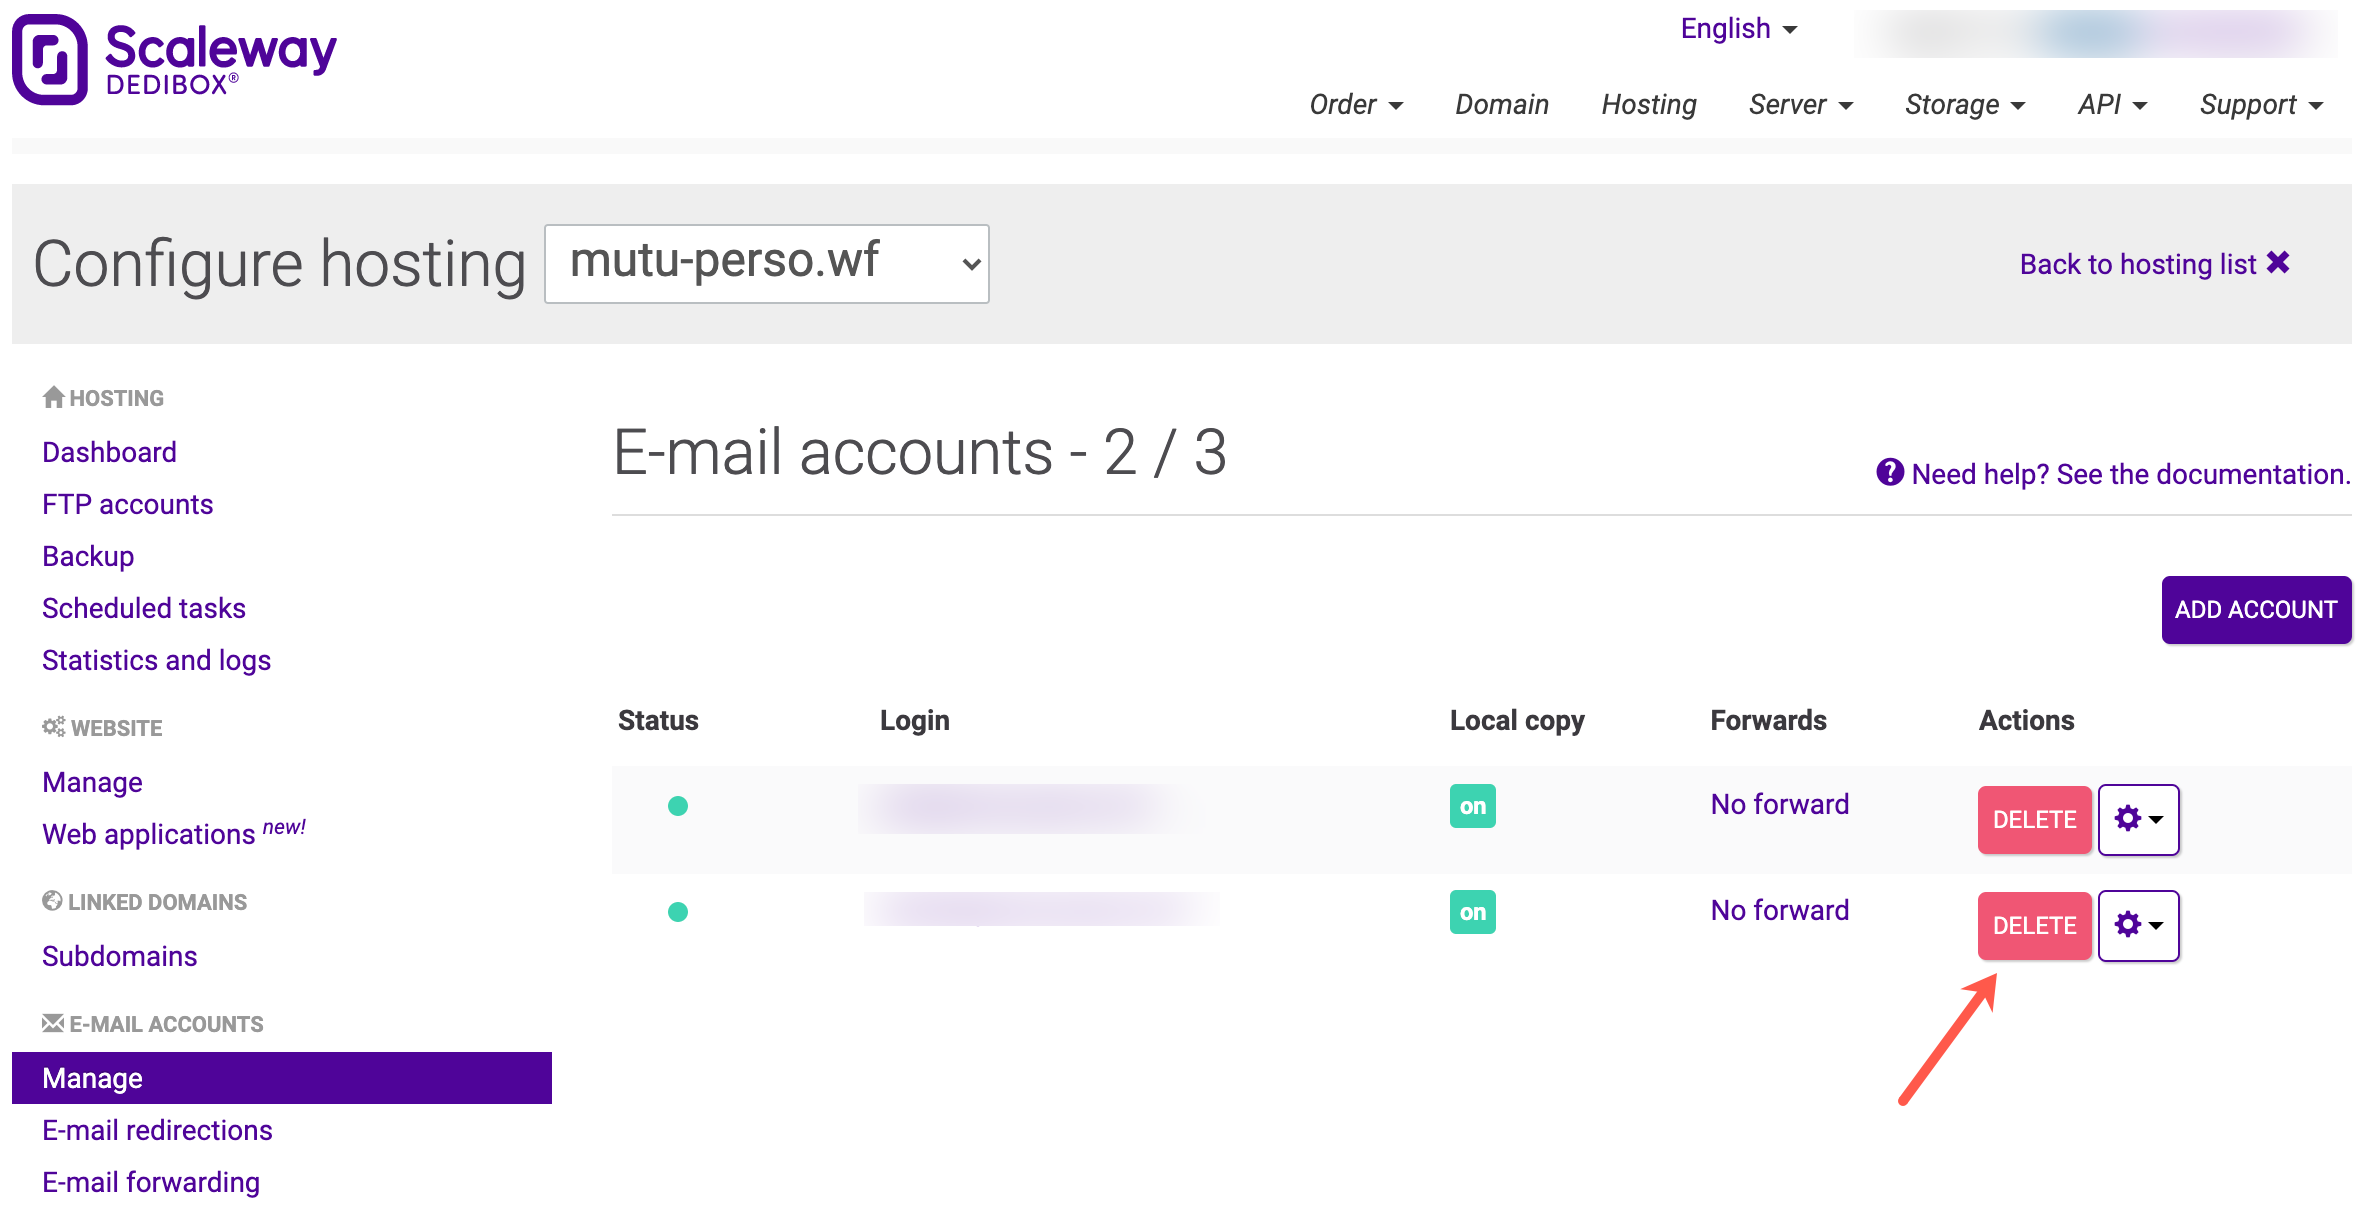 English
Scaleway
DEDIBOX®
Order Domain Hosting Server Storage API Support
Configure hosting mutu-perso.wf Back to hosting list
HOSTING
Dashboard
FTP accounts
Backup
Scheduled tasks
Statistics and logs
WEBSITE
Manage
Web applications new!
LINKED DOMAINS
Subdomains
E-MAIL ACCOUNTS
Manage
E-mail redirections
E-mail forwarding
E-mail accounts - 2 / 3
Need help? See the documentation.
ADD ACCOUNT
Status Login Local copy Forwards Actions
on No forward DELETE
on No forward DELETE